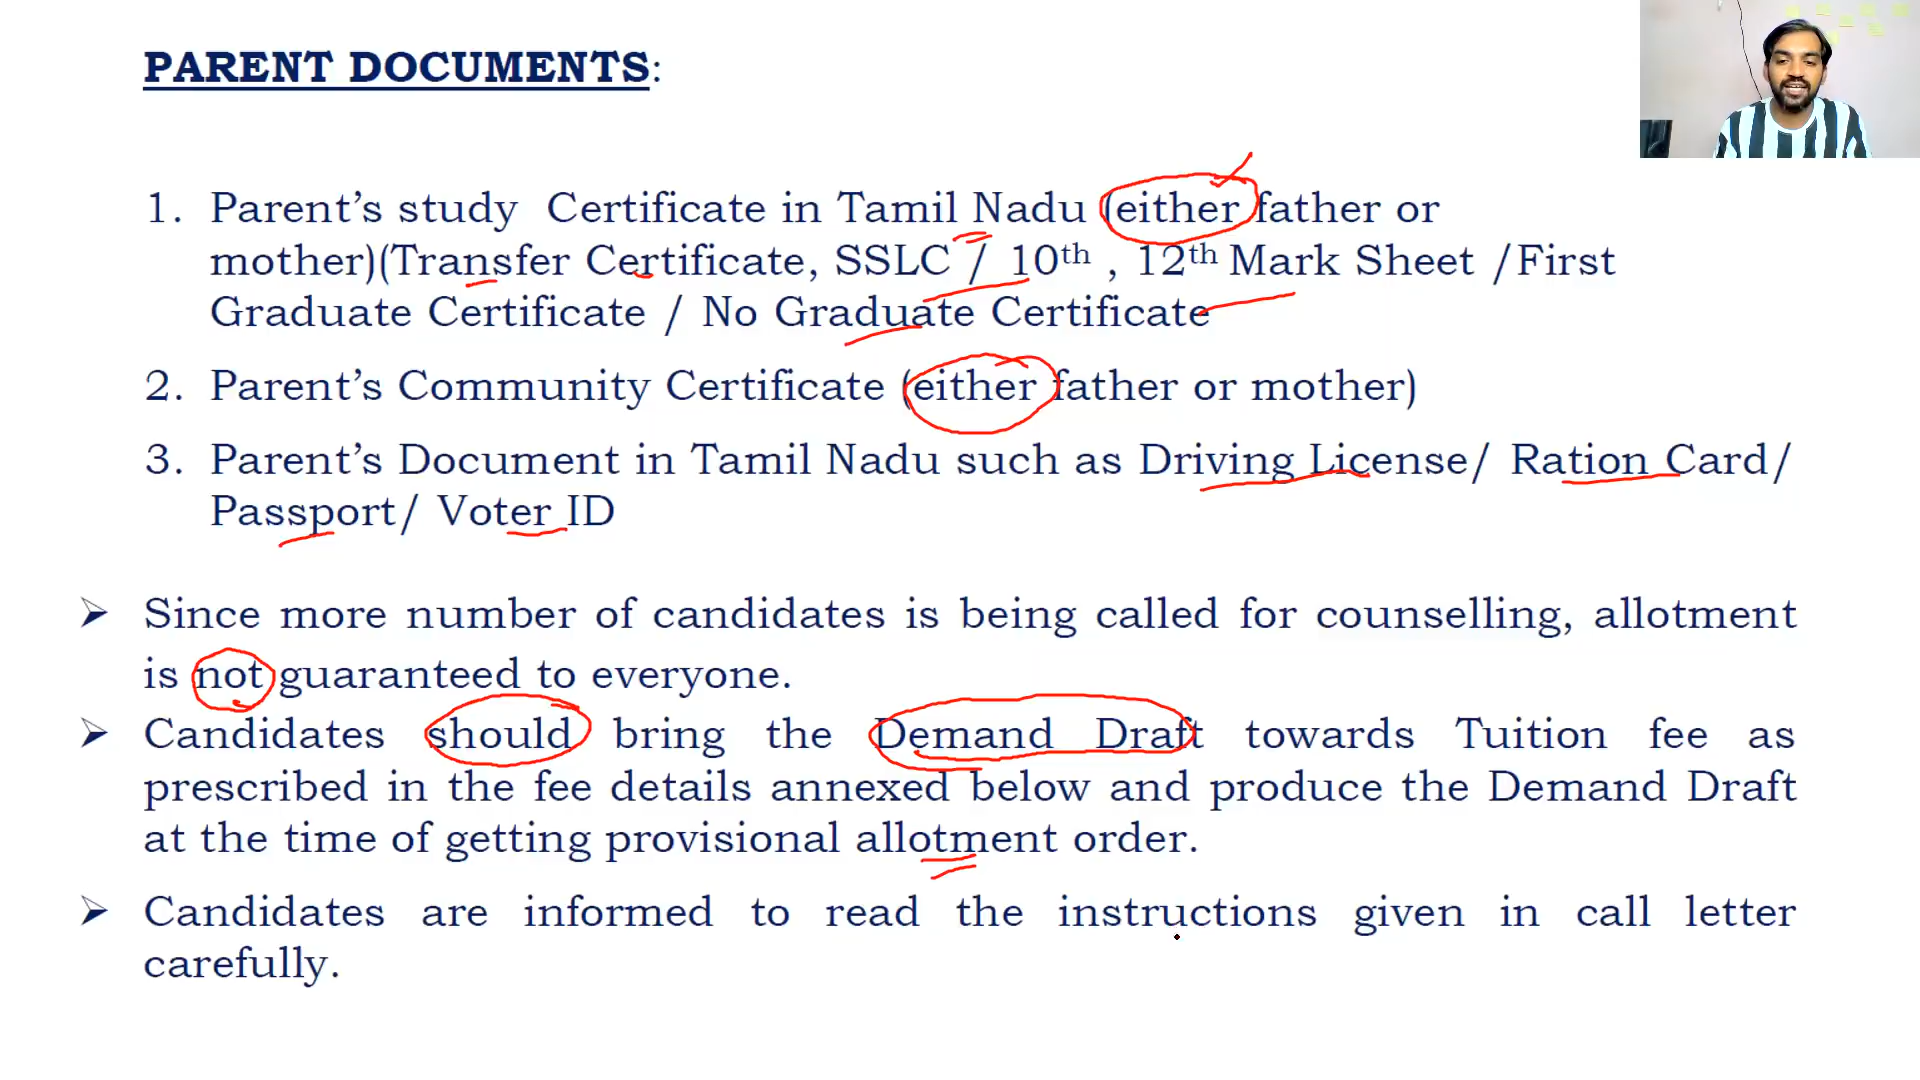 PARENT DOCUMENTS:
1. Parent’s study Certificate in Tamil Nadu (either father or
mother)(Transfer Certificate, SSLC / 10th , 12th Mark Sheet /First
Graduate Certificate / No Graduate Certificate
2. Parent’s Community Certificate (either father or mother)
3. Parent’s Document in Tamil Nadu such as Driving License/ Ration Card/
Passport/ Voter ID
➢ Since more number of candidates is being called for counselling, allotment
is not guaranteed to everyone.
➢ Candidates should bring the Demand Draft towards Tuition fee as
prescribed in the fee details annexed below and produce the Demand Draft
at the time of getting provisional allotment order.
➢ Candidates are informed to read the instructions given in call letter
carefully.